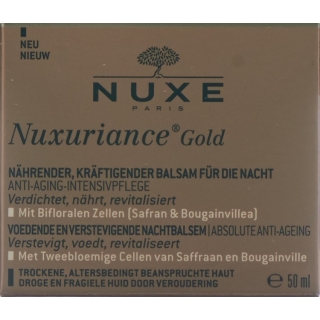 NEU
NIEUW
NUXE
PARIS
Nuxuriance® Gold
NÄHRENDER, KRÄFTIGENDER BALSAM FÜR DIE NACHT
ANTI-AGING-INTENSIVPFLEGE
Verdichtet, nährt, revitalisiert
Mit Bifloralen Zellen (Safran & Bougainvillea)
VOEDENDE EN VERSTEVIGENDE NACHTBALSEM | ABSOLUTE ANTI-AGEING
Verstevigt, voedt, revitaliseert
Met Tweebloemige Cellen van Saffraan en Bougainville
TROCKENE, ALTERSBEDINGT BEANSPRUCHTE HAUT
DROGE EN FRAGIELE HUID DOOR VEROUDERING
e 50 ml